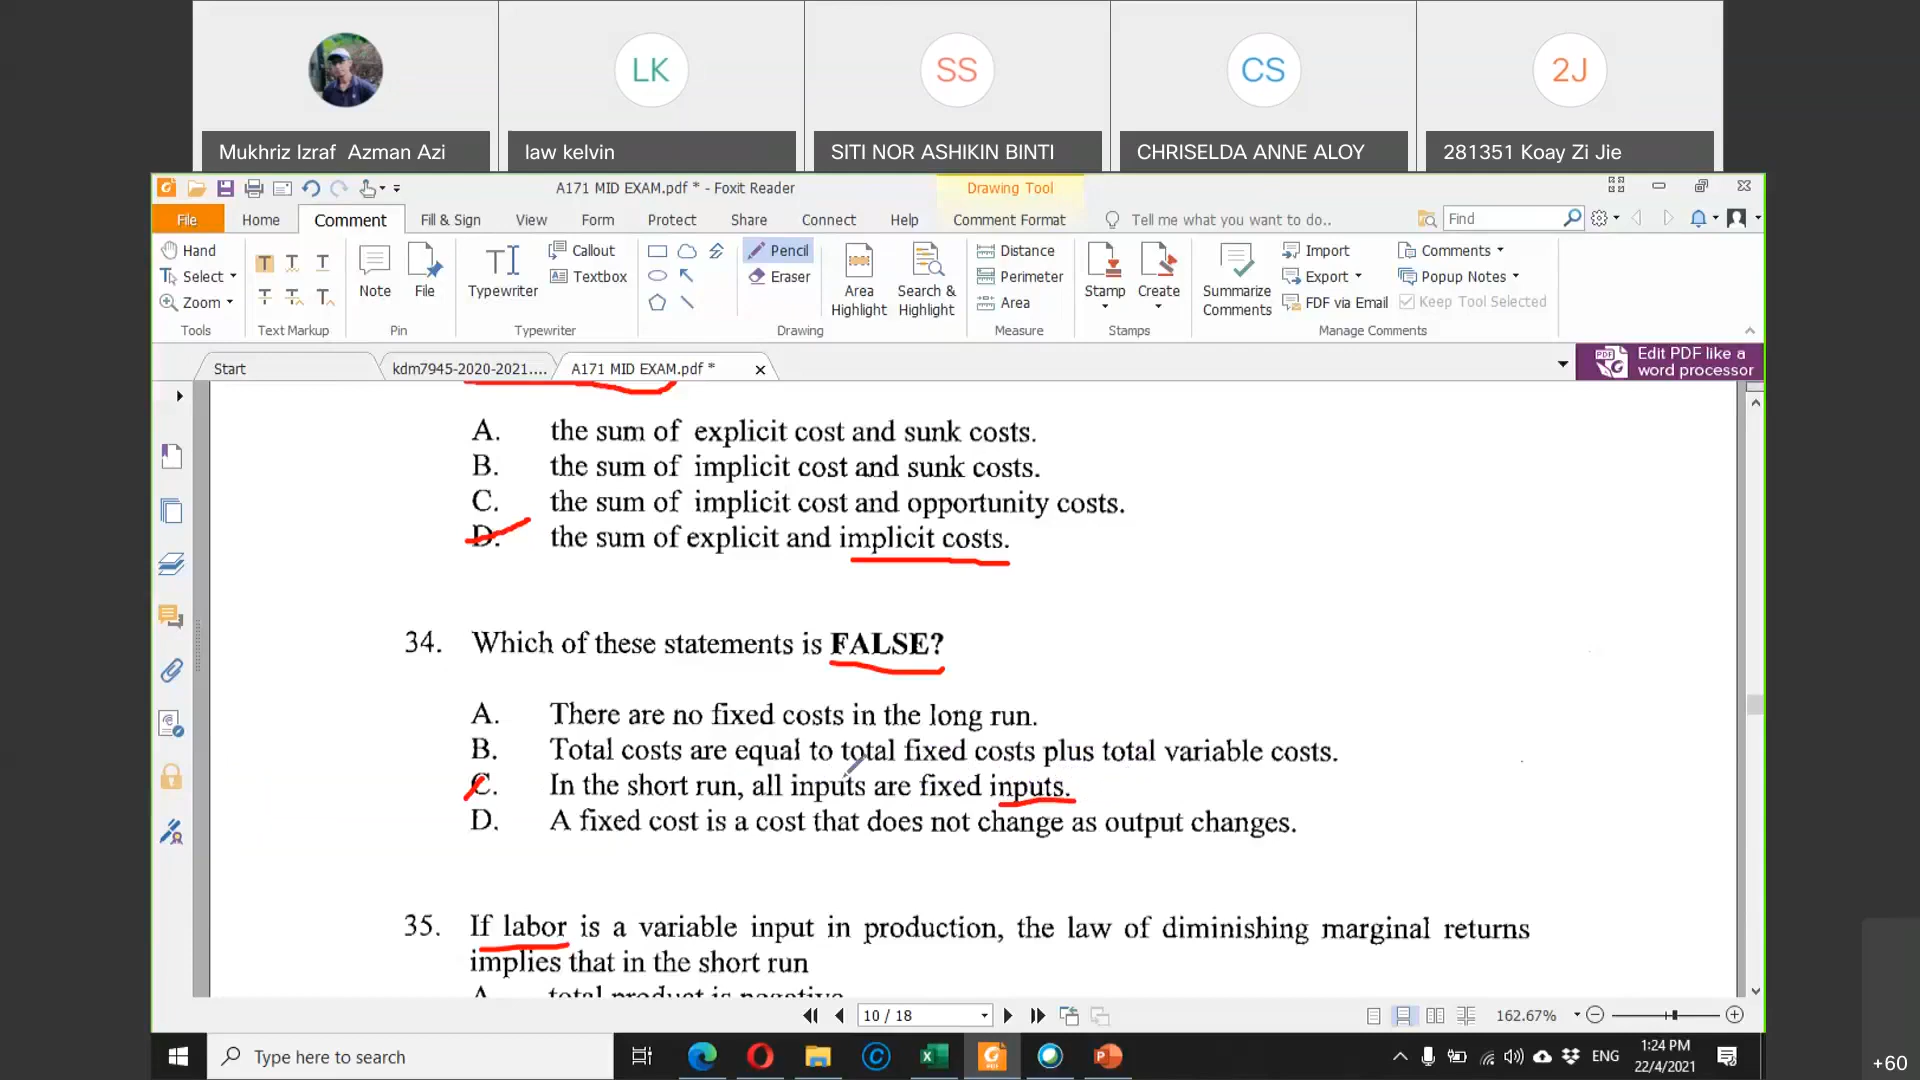 LK
SS
CS
2J
Mukhriz Izraf Azman Azi
law kelvin
SITI NOR ASHIKIN BINTI
CHRISELDA ANNE ALOY
281351 Koay Zi Jie
A171 MID EXAM.pdf * - Foxit Reader
Drawing Tool
File
Home
Comment
Fill & Sign
View
Form
Protect
Share
Connect
Help
Comment Format
Tell me what you want to do..
Find
Hand
Select
Zoom
Tools
Text Markup
Note
File
Pin
Typewriter
Callout
Textbox
Typewriter
Pencil
Eraser
Area
Highlight
Search &
Highlight
Drawing
Distance
Perimeter
Area
Measure
Stamp
Create
Stamps
Summarize
Comments
Import
Export
FDF via Email
Comments
Popup Notes
Keep Tool Selected
Manage Comments
Start
kdm7945-2020-2021....
A171 MID EXAM.pdf *
Edit PDF like a
word processor
A. the sum of explicit cost and sunk costs.
B. the sum of implicit cost and sunk costs.
C. the sum of implicit cost and opportunity costs.
D. the sum of explicit and implicit costs.
34. Which of these statements is FALSE?
A. There are no fixed costs in the long run.
B. Total costs are equal to total fixed costs plus total variable costs.
C. In the short run, all inputs are fixed inputs.
D. A fixed cost is a cost that does not change as output changes.
35. If labor is a variable input in production, the law of diminishing marginal returns
implies that in the short run
A. total product is negative
10 / 18
162.67%
Type here to search
ENG
1:24 PM
22/4/2021
+60